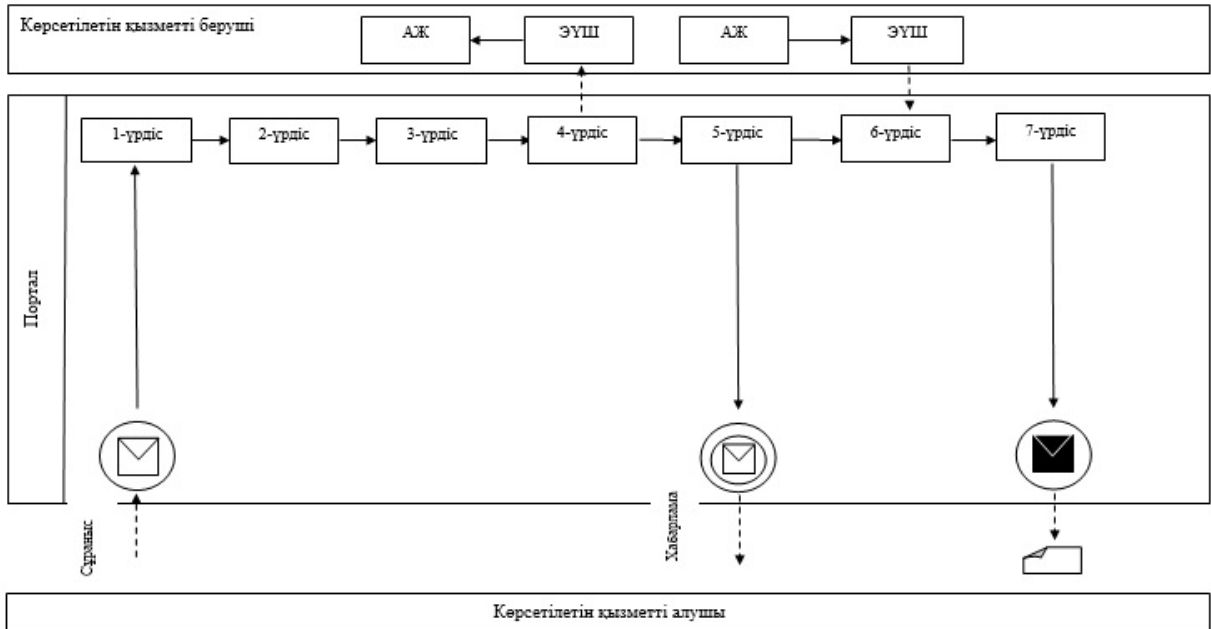 Көрсетілетін қызметті беруші
АЖ
ЭҮШ
АЖ
ЭҮШ
Портал
1-үрдіс
2-үрдіс
3-үрдіс
4-үрдіс
5-үрдіс
6-үрдіс
7-үрдіс
Сұраныс
Хабарлама
Көрсетілетін қызметті алушы